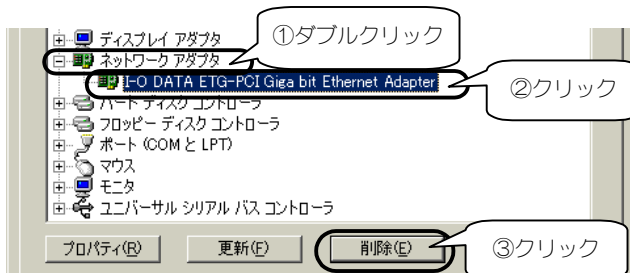 ディスプレイ アダプタ
①ダブルクリック
ネットワーク アダプタ
I-O DATA ETG-PCI Giga bit Ethernet Adapter
②クリック
ハード ディスク コントローラ
フロッピー ディスク コントローラ
ポート (COM と LPT)
マウス
モニタ
ユニバーサル シリアル バス コントローラ
プロパティ(R)
更新(F)
削除(E)
③クリック